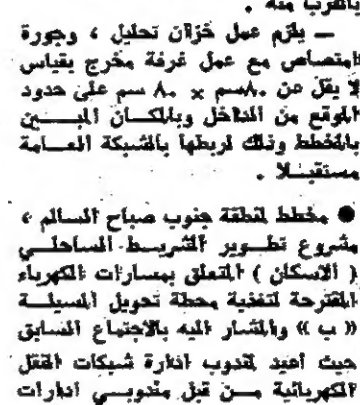 بالقرب منه .
— يلزم عمل خزان تحليل ، وجورة
امتصاص مع عمل غرفة مخرج بقياس
لا يقل عن ٨٠سم × ٨٠ سم على حدود
الموقع من الداخل وبالمكان المبين
بالمخطط وذلك لربطها بالشبكة العامة
مستقبلا .
● مخطط لمنطقة جنوب صباح السالم ،
مشروع تطوير الشريط الساحلي
( الاسكان ) المتعلق بمسارات الكهرباء
المقترحة لتغذية محطة تحويل المسيلة
« ب » والمشار اليه بالاجتماع السابق
حيث أعيد لمندوب ادارة شبكات النقل
الكهربائية من قبل مندوبي ادارات